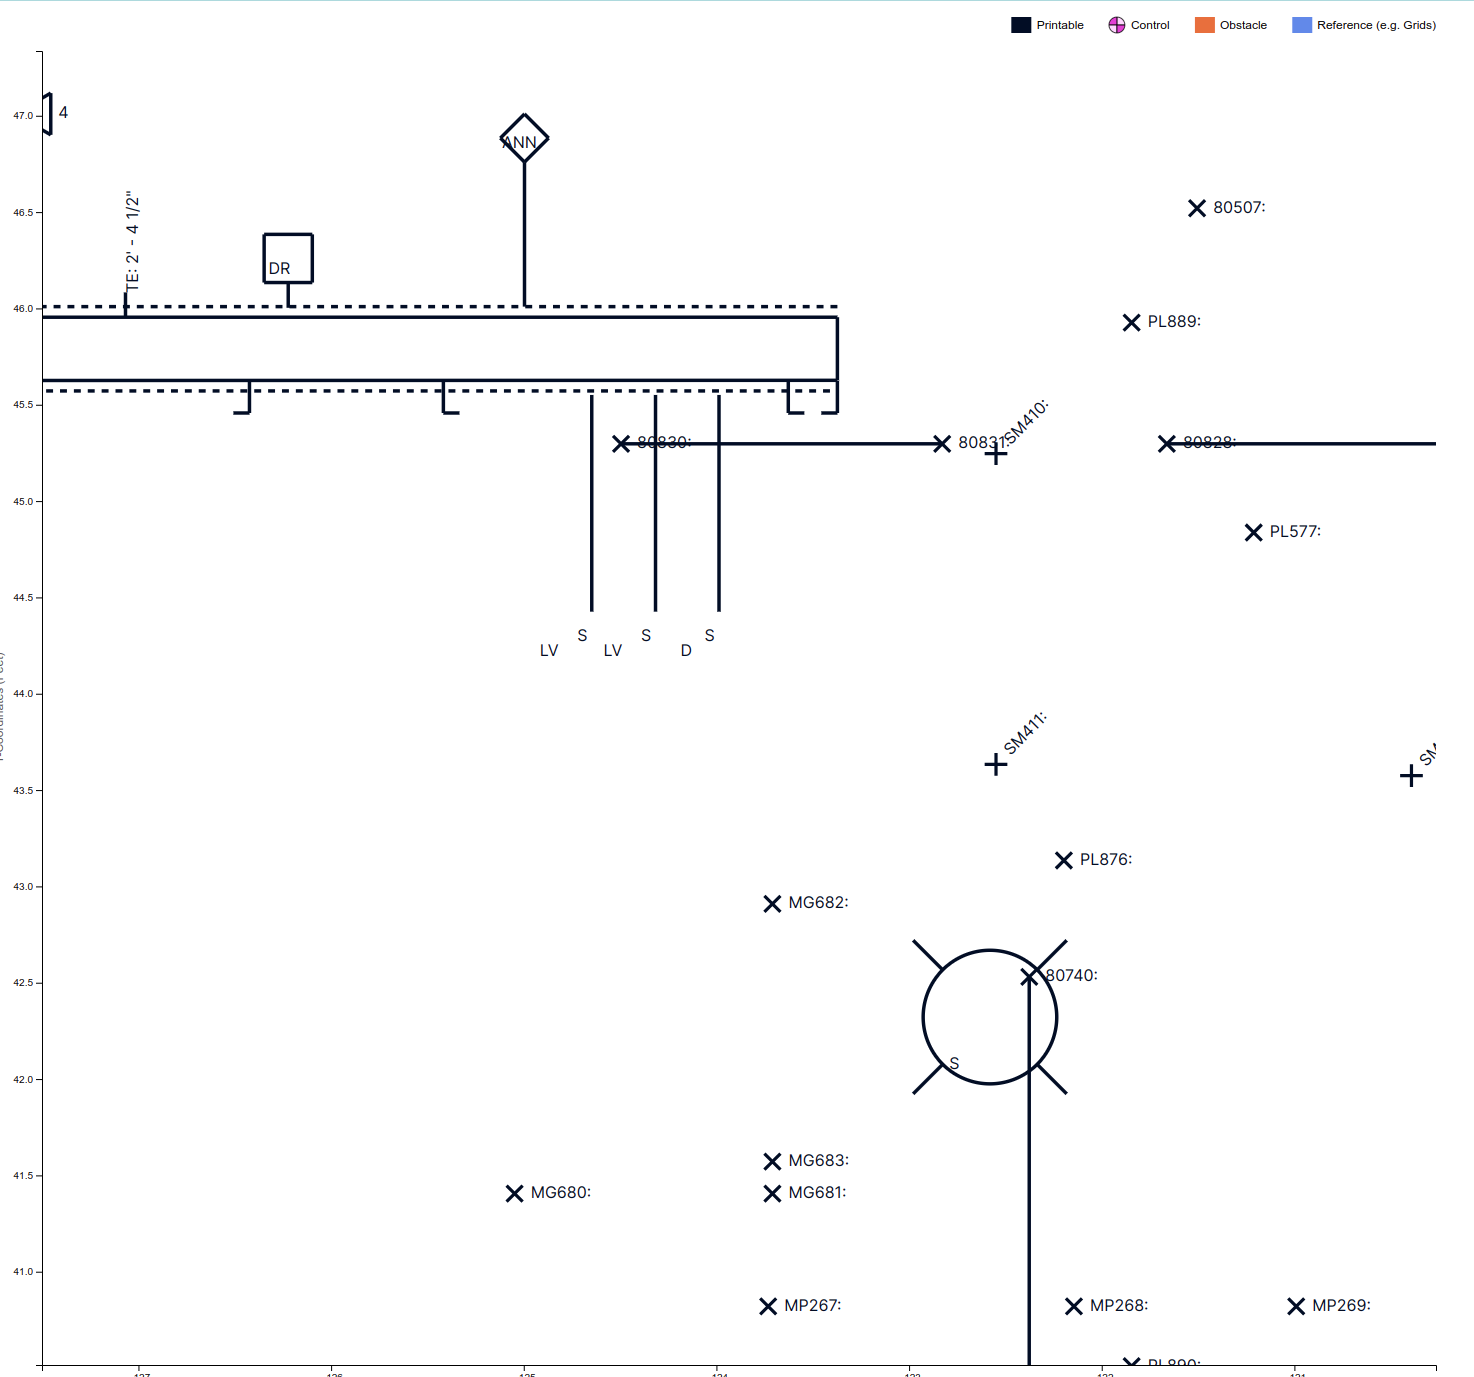 Printable Control Obstacle Reference (e.g. Grids)
47.0
4
ANN
TE: 2' - 4 1/2"
46.5
80507:
DR
46.0
PL889:
45.5
SM410:
80830:
80831:
80828:
45.0
PL577:
44.5
S S S
LV LV D
44.0
SM411:
SM
43.5
PL876:
43.0
MG682:
42.5
80740:
S
42.0
MG683:
41.5
MG680:
MG681:
41.0
MP267:
MP268:
MP269:
PL890: